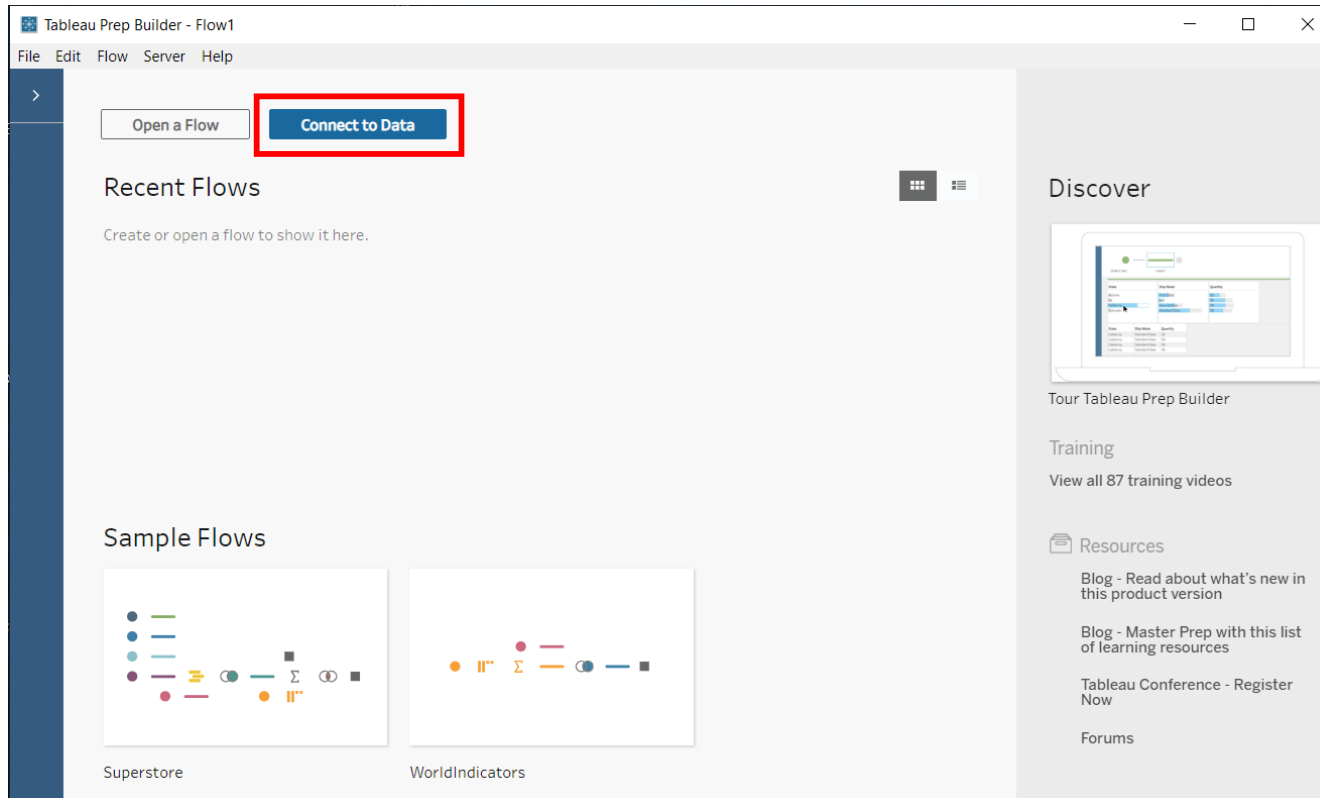 Tableau Prep Builder - Flow1
File Edit Flow Server Help
Open a Flow
Connect to Data
Recent Flows
Create or open a flow to show it here.
Sample Flows
Superstore
WorldIndicators
Discover
Tour Tableau Prep Builder
Training
View all 87 training videos
Resources
Blog - Read about what's new in
this product version
Blog - Master Prep with this list
of learning resources
Tableau Conference - Register
Now
Forums